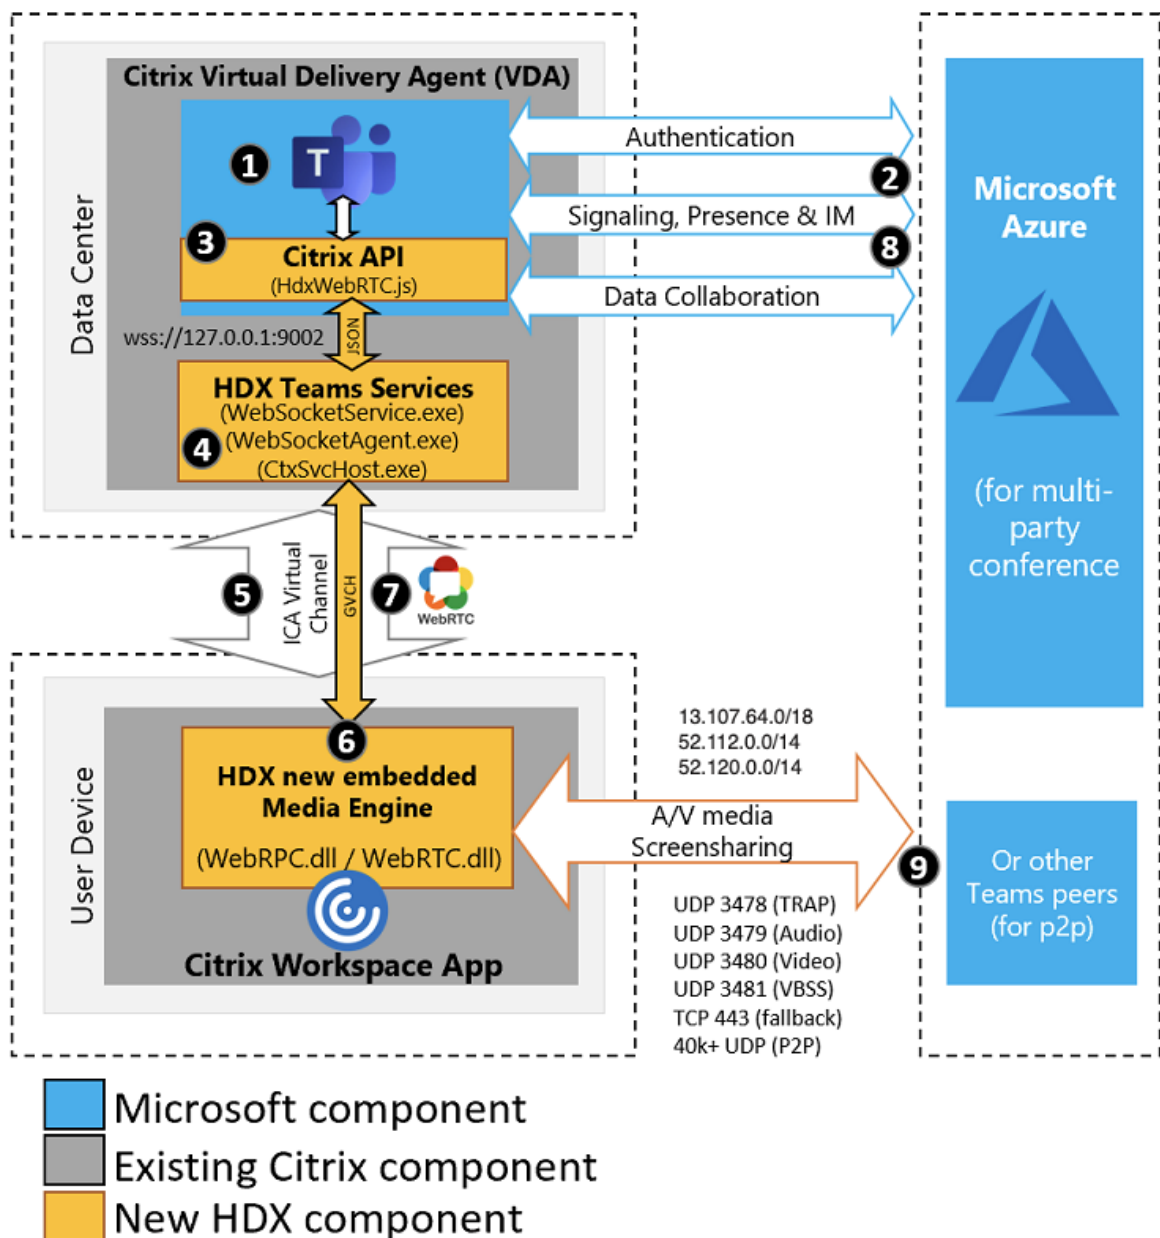 Citrix Virtual Delivery Agent (VDA)
Data Center
1
T
3
Citrix API
(HdxWebRTC.js)
wss://127.0.0.1:9002
JSON
HDX Teams Services
(WebSocketService.exe)
4
(WebSocketAgent.exe)
(CtxSvcHost.exe)
Authentication
2
Signaling, Presence & IM
8
Data Collaboration
Microsoft
Azure
(for multi-
party
conference
5
ICA Virtual
Channel
GVCH
7
WebRTC
User Device
6
HDX new embedded
Media Engine
(WebRPC.dll / WebRTC.dll)
Citrix Workspace App
13.107.64.0/18
52.112.0.0/14
52.120.0.0/14
A/V media
Screensharing
9
UDP 3478 (TRAP)
UDP 3479 (Audio)
UDP 3480 (Video)
UDP 3481 (VBSS)
TCP 443 (fallback)
40k+ UDP (P2P)
Or other
Teams peers
(for p2p)
Microsoft component
Existing Citrix component
New HDX component